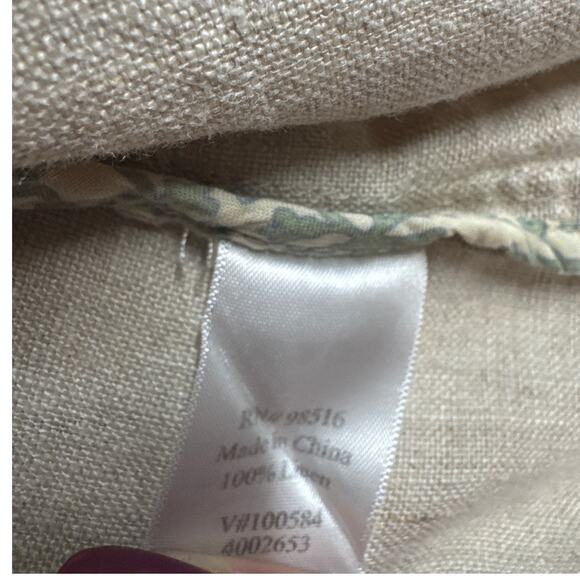 RN# 98516
Made in China
100% Linen
V#100584
4002653